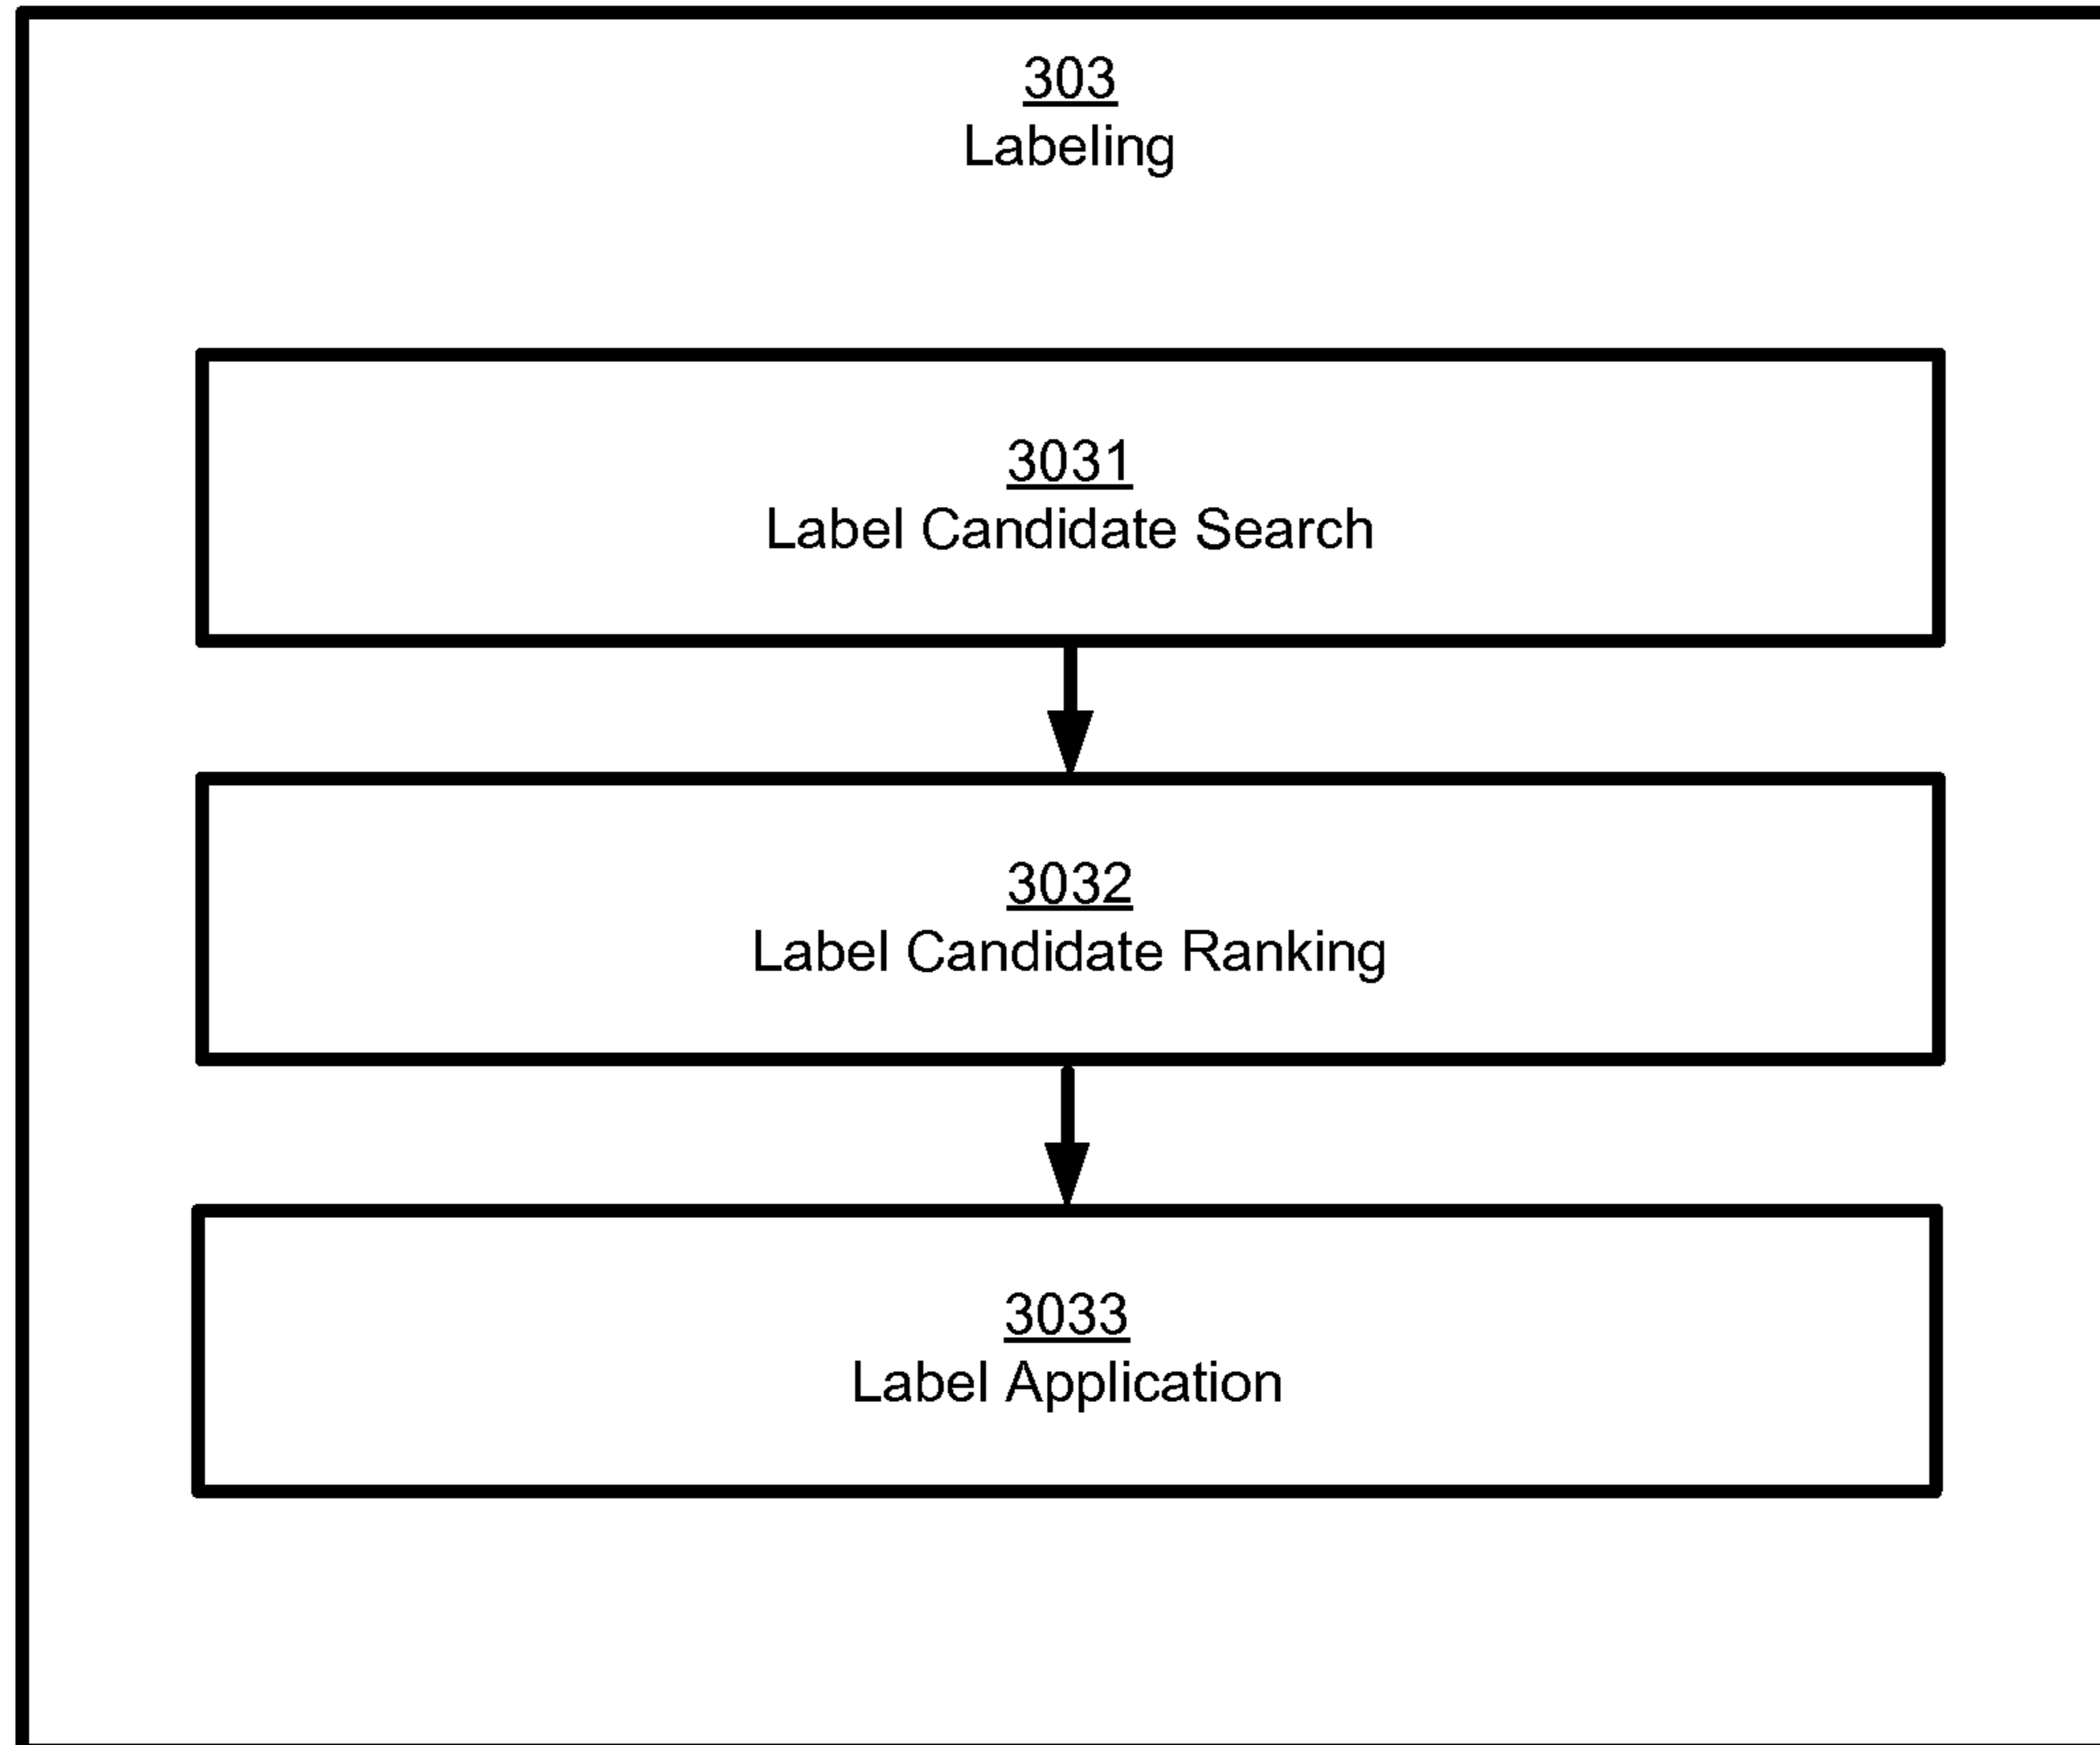 303
Labeling
3031
Label Candidate Search
3032
Label Candidate Ranking
3033
Label Application